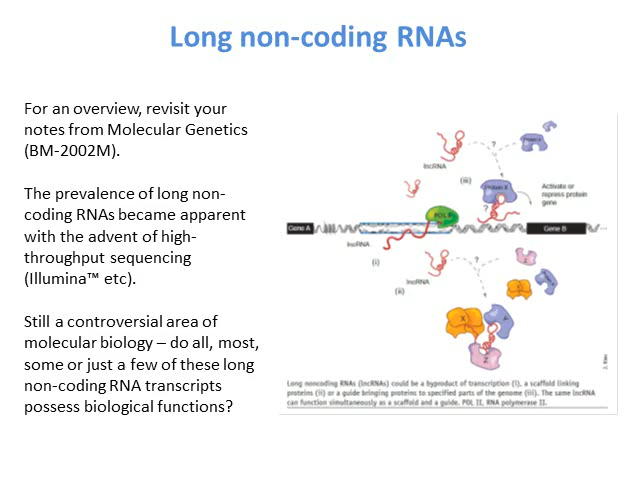 Long non-coding RNAs
For an overview, revisit your
notes from Molecular Genetics
(BM-2002M).
The prevalence of long non-
coding RNAs became apparent
with the advent of high-
throughput sequencing
(Illumina™ etc).
Still a controversial area of
molecular biology – do all, most,
some or just a few of these long
non-coding RNA transcripts
possess biological functions?
?
lncRNA
(iii)
Protein X
Activate or
repress protein
gene
?
POL II
Gene A
Gene B
lncRNA
(i)
?
lncRNA
(ii)
X
Y
Z
Long noncoding RNAs (lncRNAs) could be a byproduct of transcription (i), a scaffold linking
proteins (ii) or a guide bringing proteins to specified parts of the genome (iii). The same lncRNA
can function simultaneously as a scaffold and a guide. POL II, RNA polymerase II.